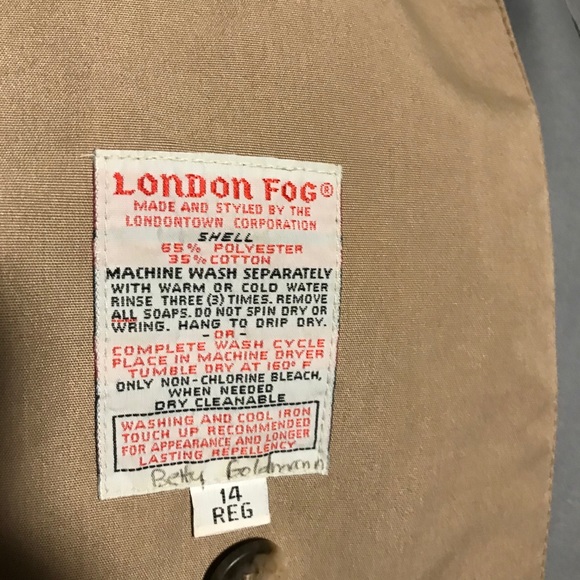 LONDON FOG®
MADE AND STYLED BY THE
LONDONTOWN CORPORATION
SHELL
65% POLYESTER
35% COTTON
MACHINE WASH SEPARATELY
WITH WARM OR COLD WATER
RINSE THREE (3) TIMES. REMOVE
ALL SOAPS. DO NOT SPIN DRY OR
WRING. HANG TO DRIP DRY.
-OR-
COMPLETE WASH CYCLE
PLACE IN MACHINE DRYER
TUMBLE DRY AT 160° F
ONLY NON-CHLORINE BLEACH,
WHEN NEEDED
DRY CLEANABLE
WASHING AND COOL IRON
TOUCH UP RECOMMENDED
FOR APPEARANCE AND LONGER
LASTING REPELLENCY
Betty Goldmann
14
REG